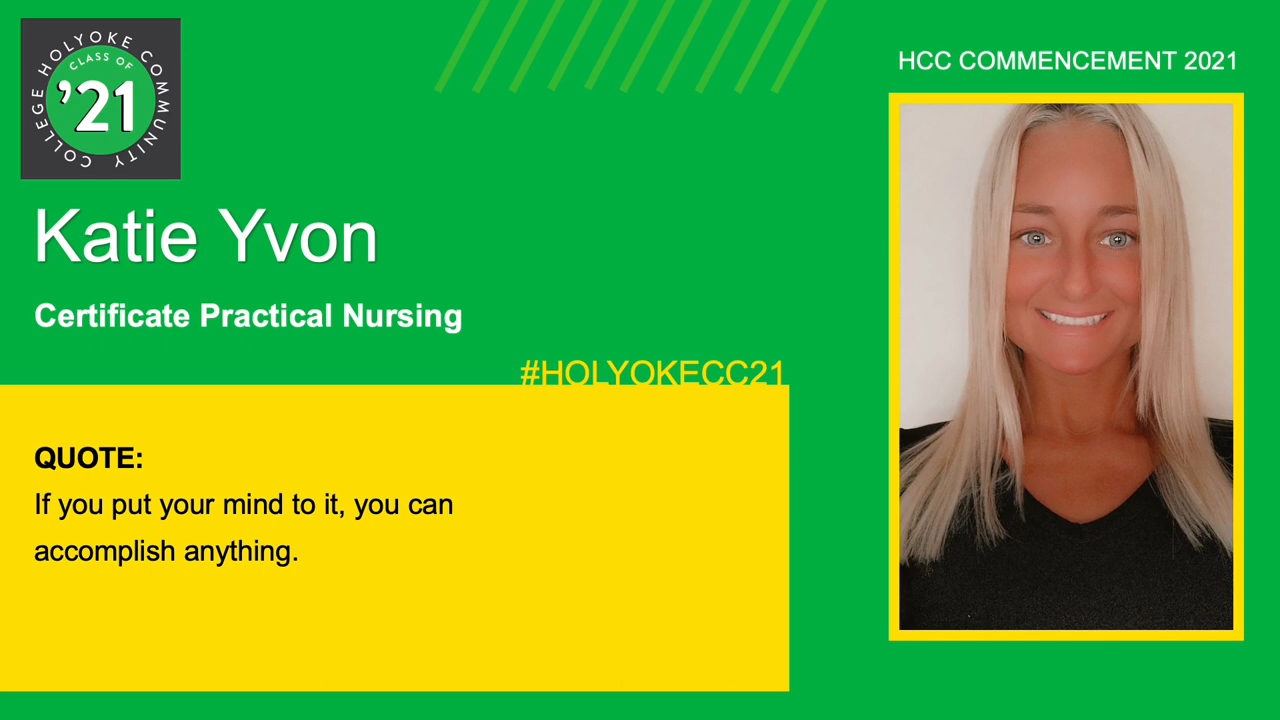 HOLYOKE COMMUNITY COLLEGE
CLASS OF
’21
HCC COMMENCEMENT 2021
Katie Yvon
Certificate Practical Nursing
#HOLYOKECC21
QUOTE:
If you put your mind to it, you can
accomplish anything.